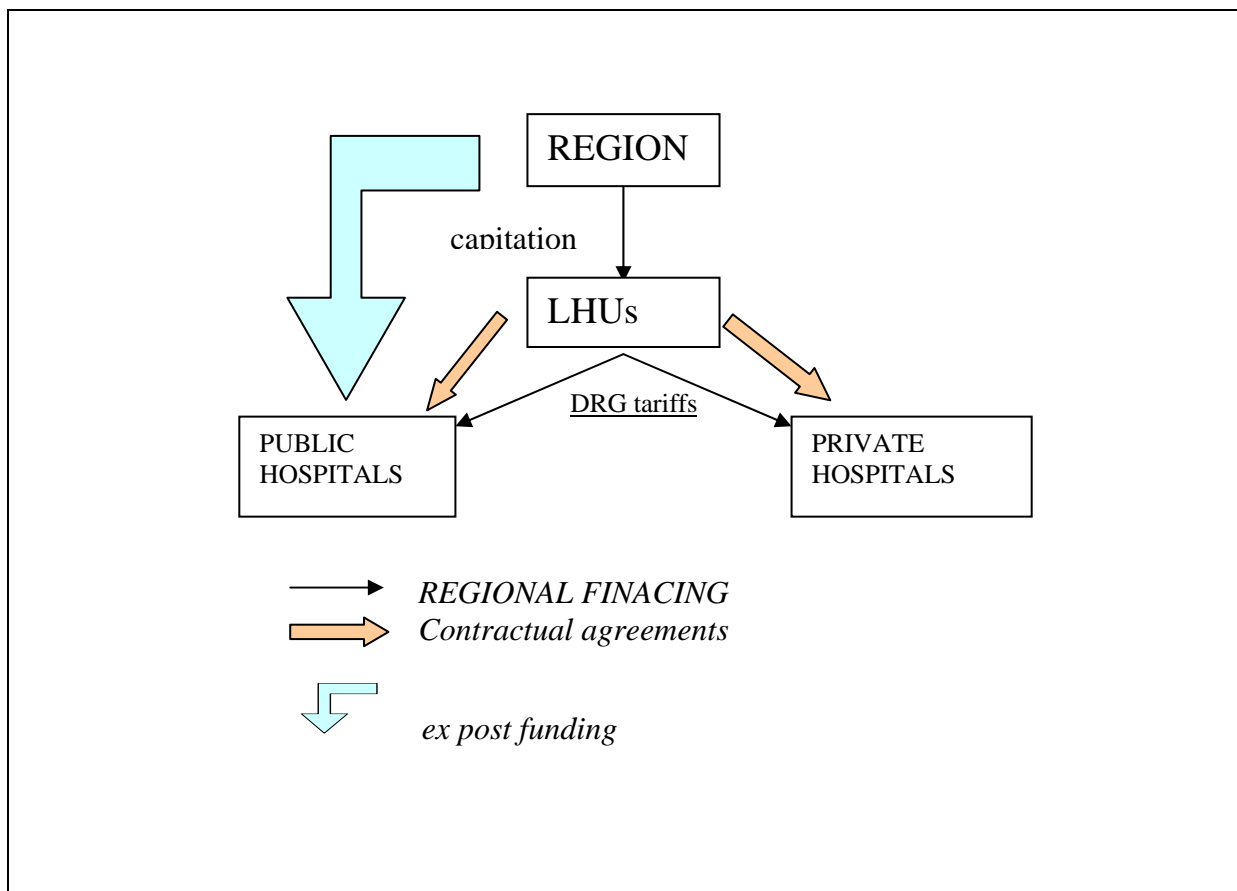 REGION
capitation
LHUs
DRG tariffs
PUBLIC
HOSPITALS
PRIVATE
HOSPITALS
REGIONAL FINACING
Contractual agreements
ex post funding